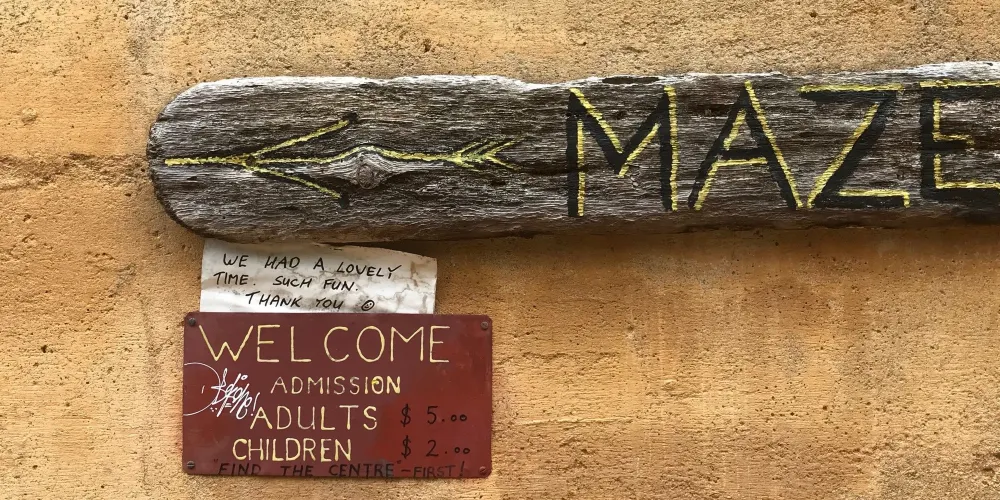 MAZE
WE HAD A LOVELY
TIME. SUCH FUN.
THANK YOU ☺
WELCOME
ADMISSION
ADULTS $ 5.00
CHILDREN $ 2.00
"FIND THE CENTRE"-FIRST!